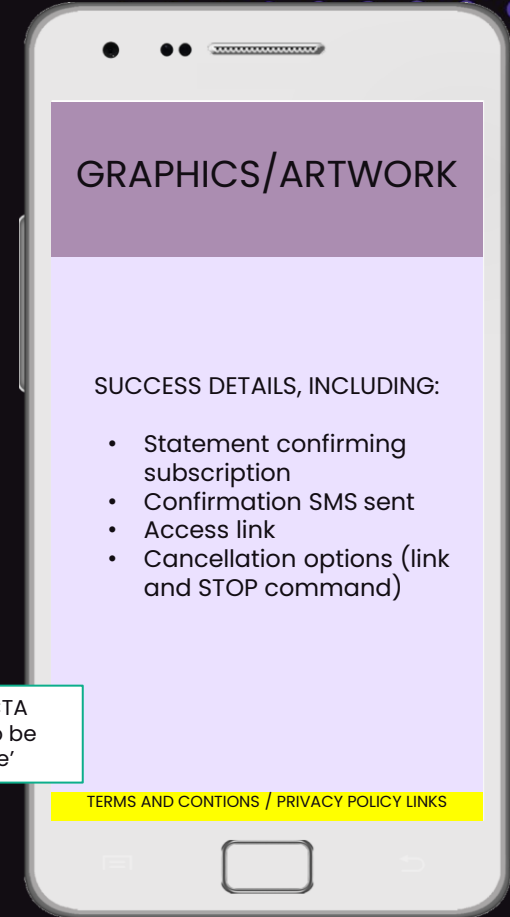 GRAPHICS/ARTWORK
SUCCESS DETAILS, INCLUDING:
• Statement confirming
subscription
• Confirmation SMS sent
• Access link
• Cancellation options (link
and STOP command)
TA
be
e’
TERMS AND CONTIONS / PRIVACY POLICY LINKS